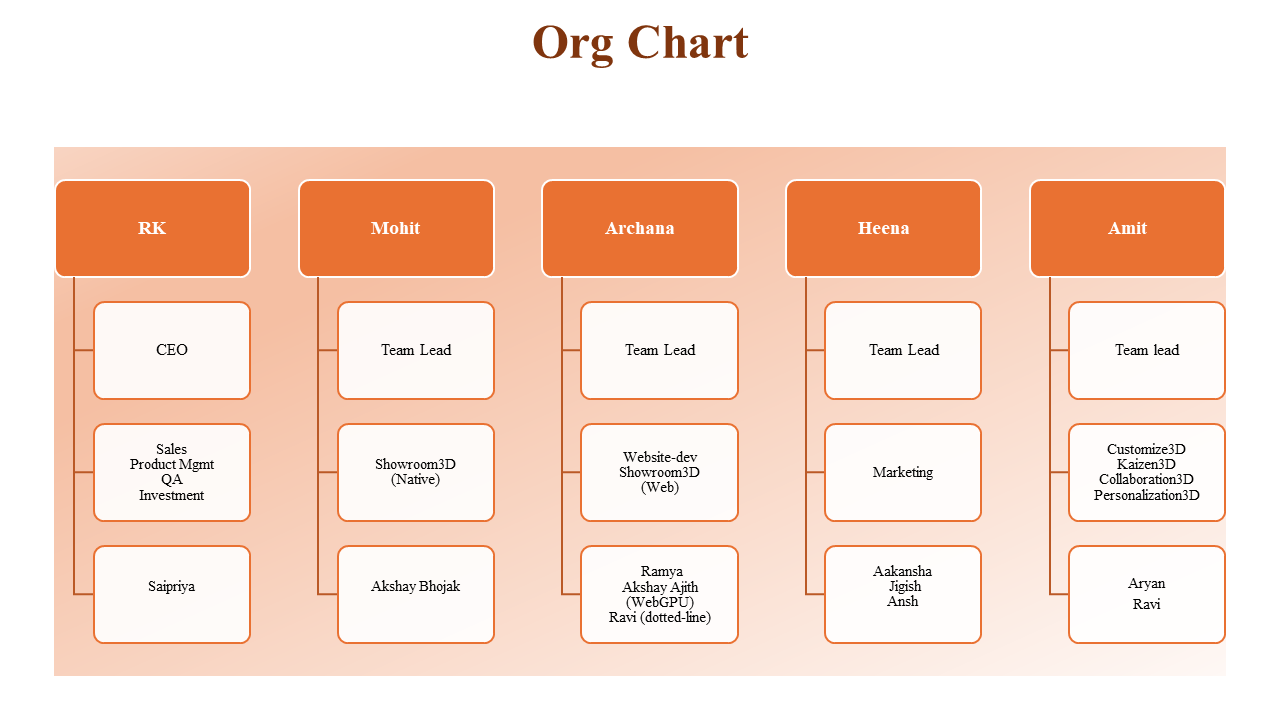 Org Chart
RK
CEO
Sales
Product Mgmt
QA
Investment
Saipriya
Mohit
Team Lead
Showroom3D
(Native)
Akshay Bhojak
Archana
Team Lead
Website-dev
Showroom3D
(Web)
Ramya
Akshay Ajith
(WebGPU)
Ravi (dotted-line)
Heena
Team Lead
Marketing
Aakansha
Jigish
Ansh
Amit
Team lead
Customize3D
Kaizen3D
Collaboration3D
Personalization3D
Aryan
Ravi